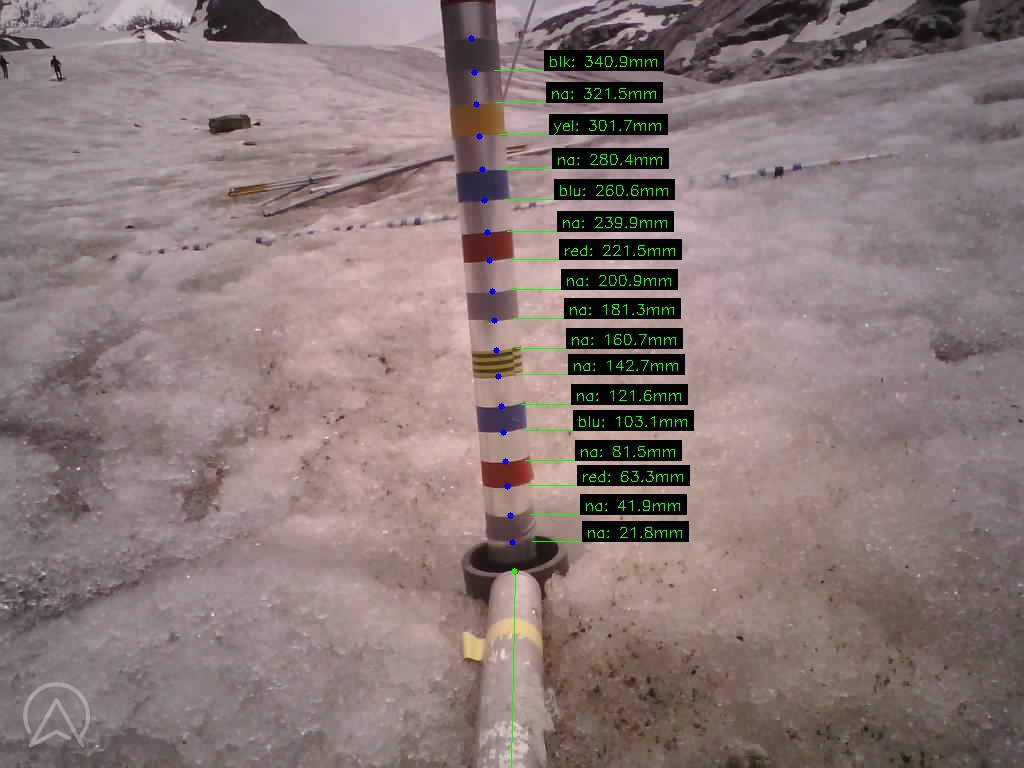 blk: 340.9mm
na: 321.5mm
yel: 301.7mm
na: 280.4mm
blu: 260.6mm
na: 239.9mm
red: 221.5mm
na: 200.9mm
na: 181.3mm
na: 160.7mm
na: 142.7mm
na: 121.6mm
blu: 103.1mm
na: 81.5mm
red: 63.3mm
na: 41.9mm
na: 21.8mm